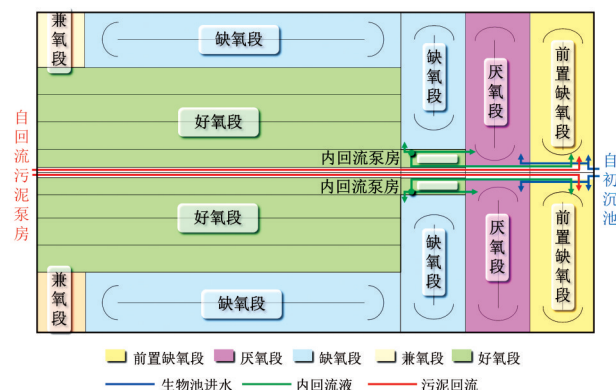 兼氧段
缺氧段
缺氧段
厌氧段
前置缺氧段
好氧段
内回流泵房
自回流污泥泵房
自初沉池
内回流泵房
好氧段
缺氧段
厌氧段
前置缺氧段
兼氧段
缺氧段
前置缺氧段 厌氧段 缺氧段 兼氧段 好氧段
生物池进水 内回流液 污泥回流